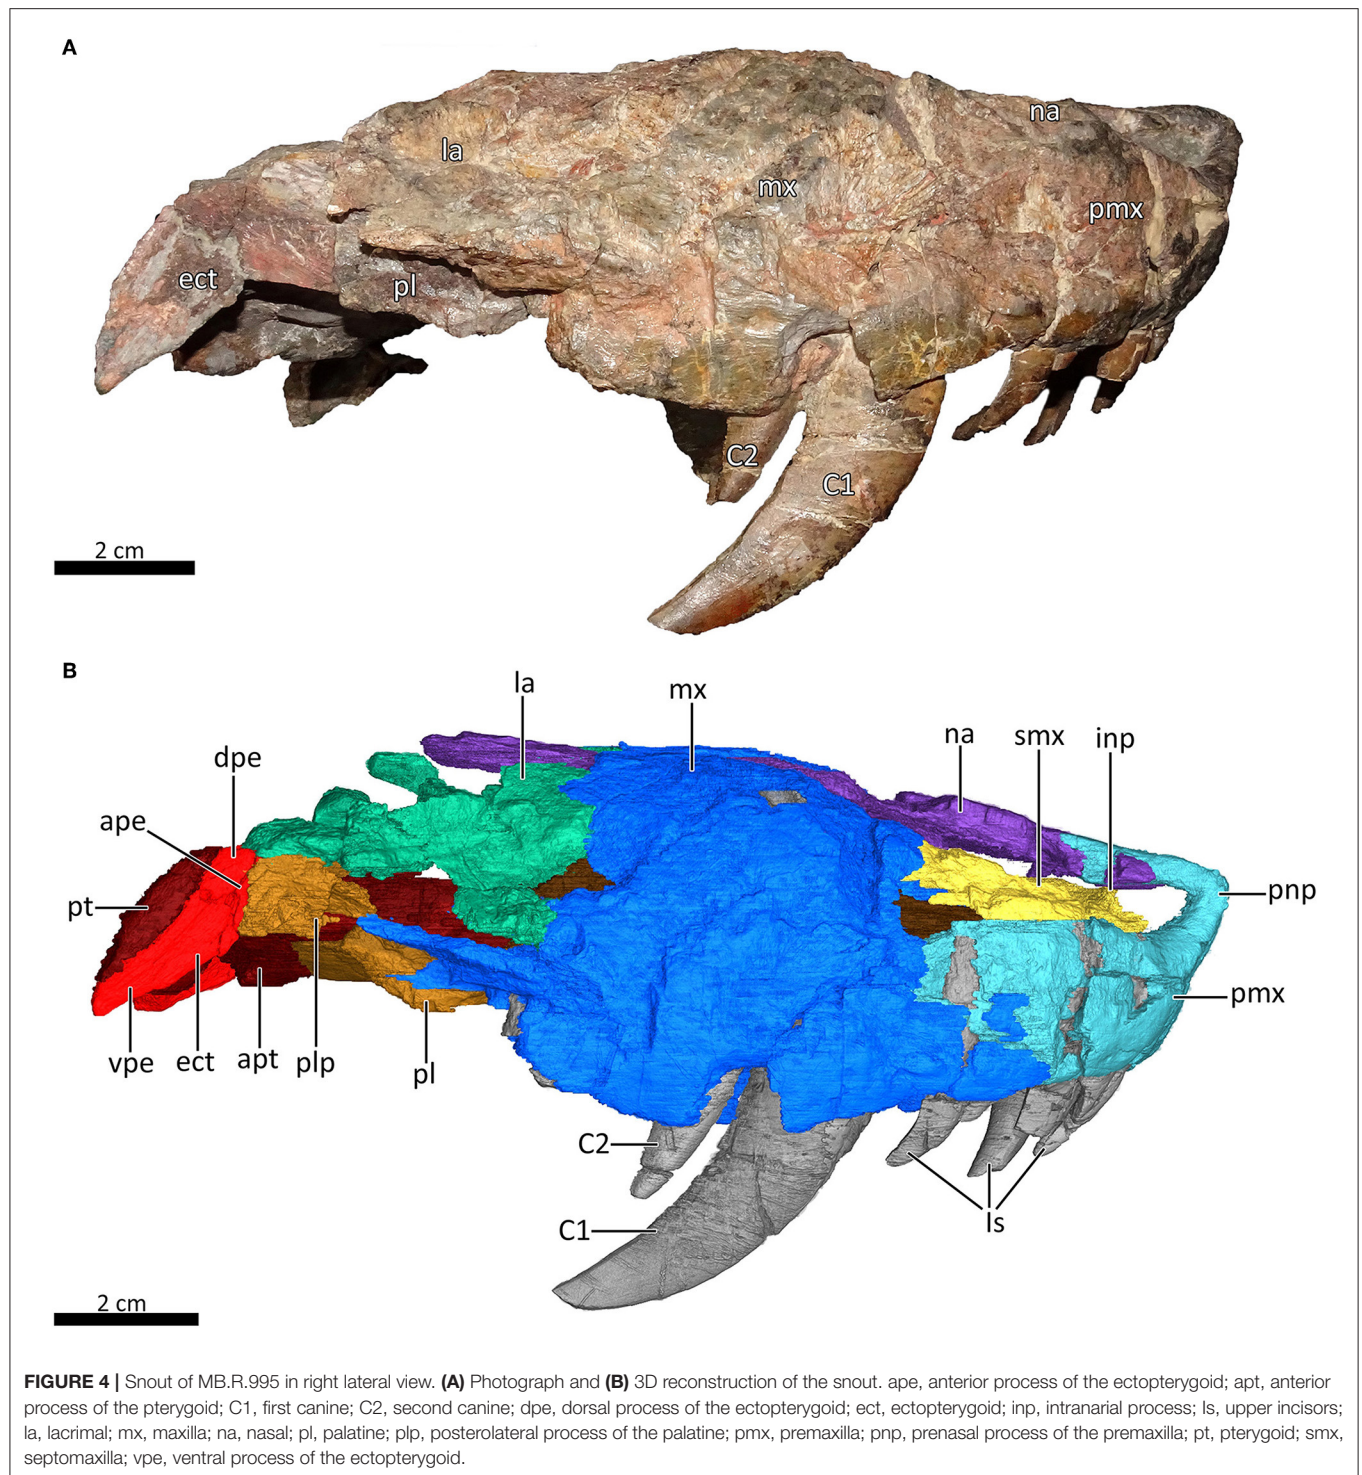 A
na
la
mx
pmx
ect
pl
C2
C1
2 cm
B
la
mx
na
smx
inp
dpe
ape
pt
pnp
pmx
vpe
ect
apt
plp
pl
C2
C1
Is
2 cm
FIGURE 4 | Snout of MB.R.995 in right lateral view. (A) Photograph and (B) 3D reconstruction of the snout. ape, anterior process of the ectopterygoid; apt, anterior
process of the pterygoid; C1, first canine; C2, second canine; dpe, dorsal process of the ectopterygoid; ect, ectopterygoid; inp, intranarial process; Is, upper incisors;
la, lacrimal; mx, maxilla; na, nasal; pl, palatine; plp, posterolateral process of the palatine; pmx, premaxilla; pnp, prenasal process of the premaxilla; pt, pterygoid; smx,
septomaxilla; vpe, ventral process of the ectopterygoid.